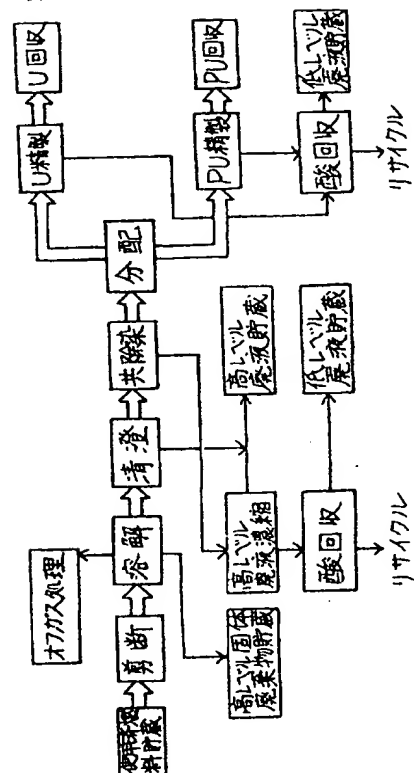 使用済燃
料貯蔵
剪断
溶解
清澄
共除染
分配
U精製
U回収
PU精製
PU回収
オフガス処理
高レベル固体
廃棄物貯蔵
高レベル
廃液濃縮
高レベル
廃液貯蔵
酸回収
低レベル
廃液貯蔵
リサイクル
酸回収
低レベル
廃液貯蔵
リサイクル